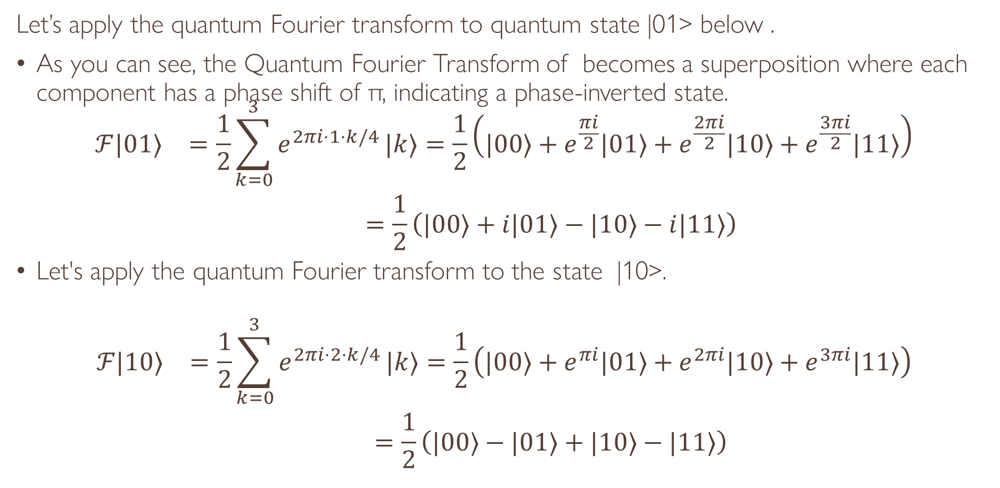 Let’s apply the quantum Fourier transform to quantum state |01> below .
• As you can see, the Quantum Fourier Transform of  becomes a superposition where each
component has a phase shift of π, indicating a phase-inverted state.
$\mathcal{F}|01\rangle = \frac{1}{2}\sum_{k=0}^{3} e^{2\pi i\cdot 1\cdot k/4}|k\rangle = \frac{1}{2}\left(|00\rangle + e^{\frac{\pi i}{2}}|01\rangle + e^{\frac{2\pi i}{2}}|10\rangle + e^{\frac{3\pi i}{2}}|11\rangle\right)$
$= \frac{1}{2}(|00\rangle + i|01\rangle - |10\rangle - i|11\rangle)$
• Let's apply the quantum Fourier transform to the state  |10>.
$\mathcal{F}|10\rangle = \frac{1}{2}\sum_{k=0}^{3} e^{2\pi i\cdot 2\cdot k/4}|k\rangle = \frac{1}{2}\left(|00\rangle + e^{\pi i}|01\rangle + e^{2\pi i}|10\rangle + e^{3\pi i}|11\rangle\right)$
$= \frac{1}{2}(|00\rangle - |01\rangle + |10\rangle - |11\rangle)$